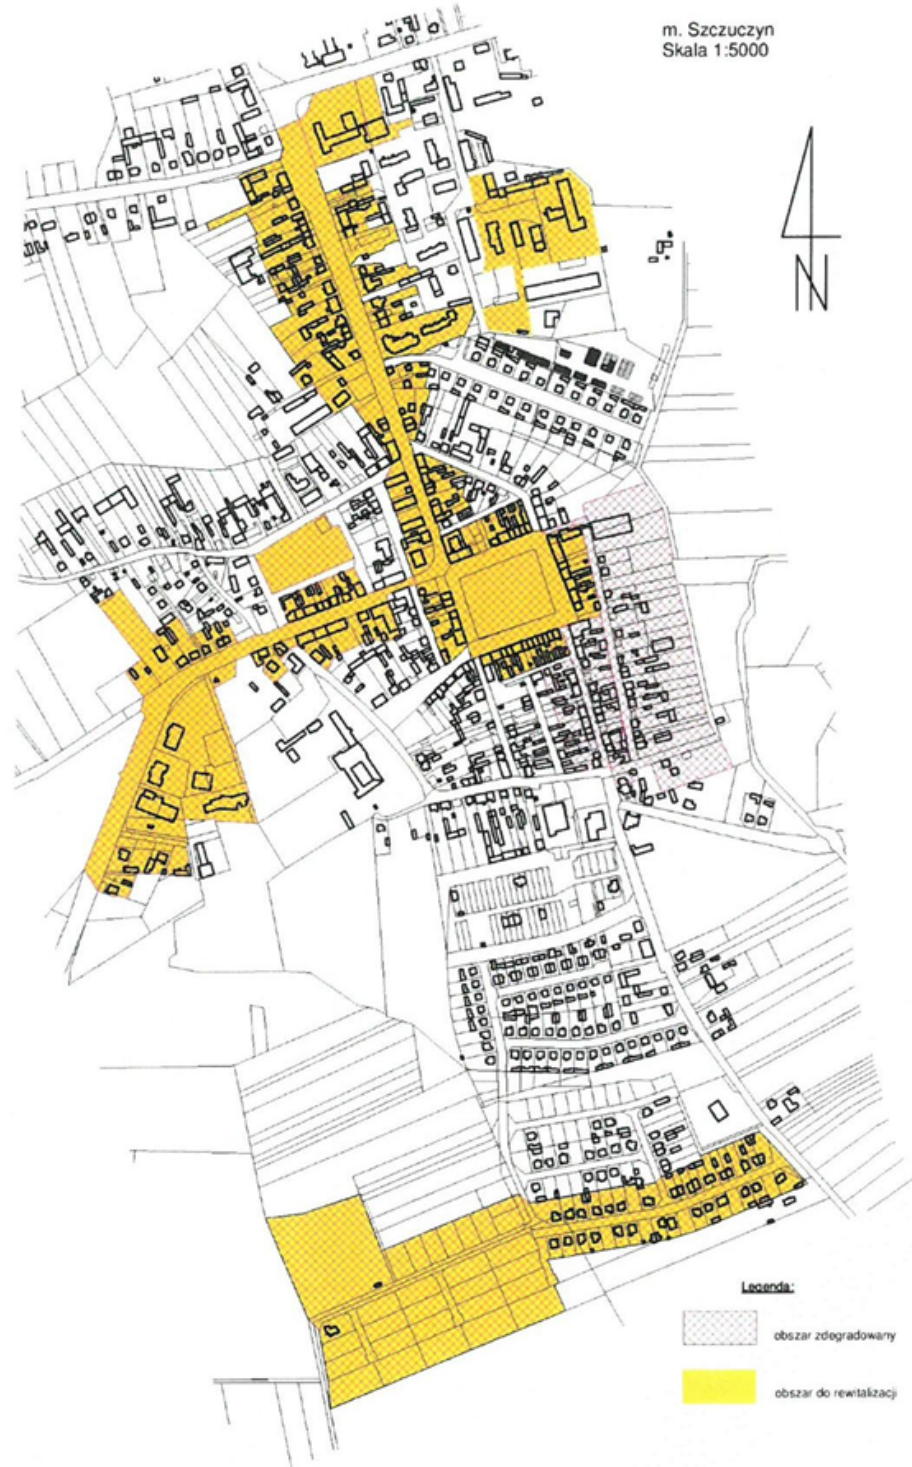 m. Szczuczyn
Skala 1:5000
N
Legenda:
obszar zdegradowany
obszar do rewitalizacji